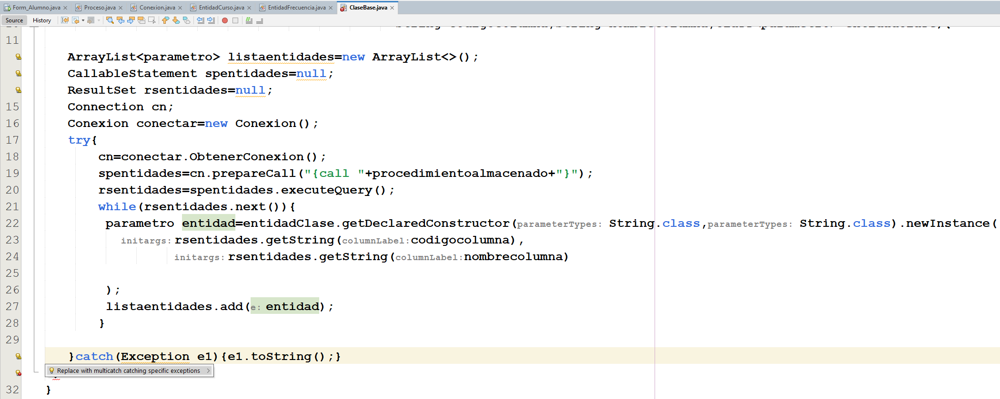 Form_Alumno.java Proceso.java Conexion.java EntidadCurso.java EntidadFrecuencia.java ClaseBase.java
Source History
11
ArrayList<parametro> listaentidades=new ArrayList<>();
CallableStatement spentidades=null;
ResultSet rsentidades=null;
15 Connection cn;
16 Conexion conectar=new Conexion();
17 try{
18 cn=conectar.ObtenerConexion();
19 spentidades=cn.prepareCall("{call "+procedimientoalmacenado+"}");
20 rsentidades=spentidades.executeQuery();
21 while(rsentidades.next()){
22 parametro entidad=entidadClase.getDeclaredConstructor(parameterTypes: String.class,parameterTypes: String.class).newInstance(
23 initargs: rsentidades.getString(columnLabel:codigocolumna),
24 initargs: rsentidades.getString(columnLabel:nombrecolumna)
25
26 );
27 listaentidades.add(e: entidad);
28 }
29
}catch(Exception e1){e1.toString();}
Replace with multicatch catching specific exceptions
32 }